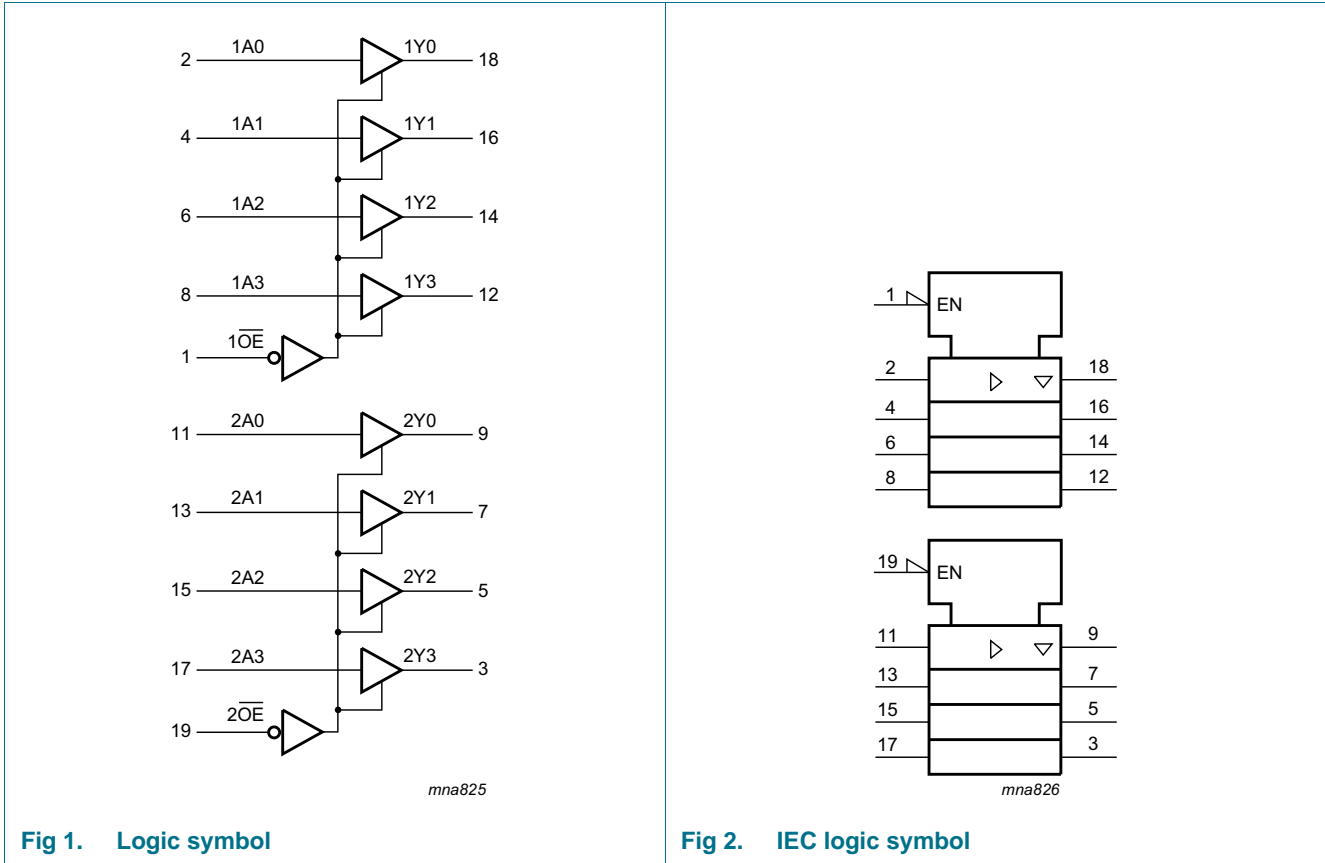 2 1A0 1Y0 18
4 1A1 1Y1 16
6 1A2 1Y2 14
8 1A3 1Y3 12
1 1O̅E̅
11 2A0 2Y0 9
13 2A1 2Y1 7
15 2A2 2Y2 5
17 2A3 2Y3 3
19 2O̅E̅
mna825
Fig 1. Logic symbol
1 EN
2 18
4 16
6 14
8 12
19 EN
11 9
13 7
15 5
17 3
mna826
Fig 2. IEC logic symbol